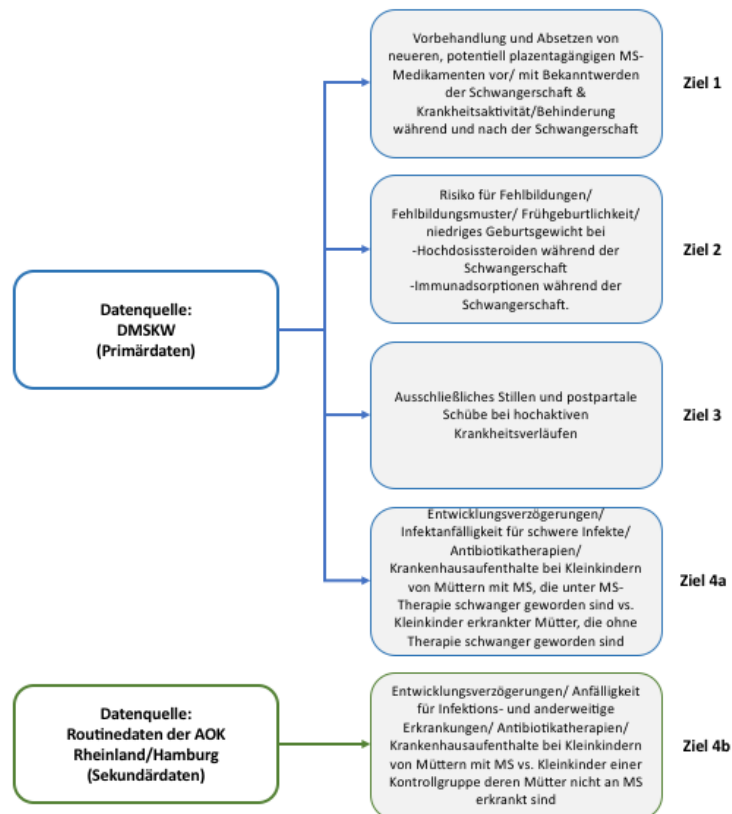 Vorbehandlung und Absetzen von
neueren, potentiell plazentagängigen MS-
Medikamenten vor/ mit Bekanntwerden
der Schwangerschaft &
Krankheitsaktivität/Behinderung
während und nach der Schwangerschaft
Ziel 1
Risiko für Fehlbildungen/
Fehlbildungsmuster/ Frühgeburtlichkeit/
niedriges Geburtsgewicht bei
-Hochdosissteroiden während der
Schwangerschaft
-Immunadsorptionen während der
Schwangerschaft.
Ziel 2
Datenquelle:
DMSKW
(Primärdaten)
Ausschließliches Stillen und postpartale
Schübe bei hochaktiven
Krankheitsverläufen
Ziel 3
Entwicklungsverzögerungen/
Infektanfälligkeit für schwere Infekte/
Antibiotikatherapien/
Krankenhausaufenthalte bei Kleinkindern
von Müttern mit MS, die unter MS-
Therapie schwanger geworden sind vs.
Kleinkinder erkrankter Mütter, die ohne
Therapie schwanger geworden sind
Ziel 4a
Datenquelle:
Routinedaten der AOK
Rheinland/Hamburg
(Sekundärdaten)
Entwicklungsverzögerungen/ Anfälligkeit
für Infektions- und anderweitige
Erkrankungen/ Antibiotikatherapien/
Krankenhausaufenthalte bei Kleinkindern
von Müttern mit MS vs. Kleinkinder einer
Kontrollgruppe deren Mütter nicht an MS
erkrankt sind
Ziel 4b